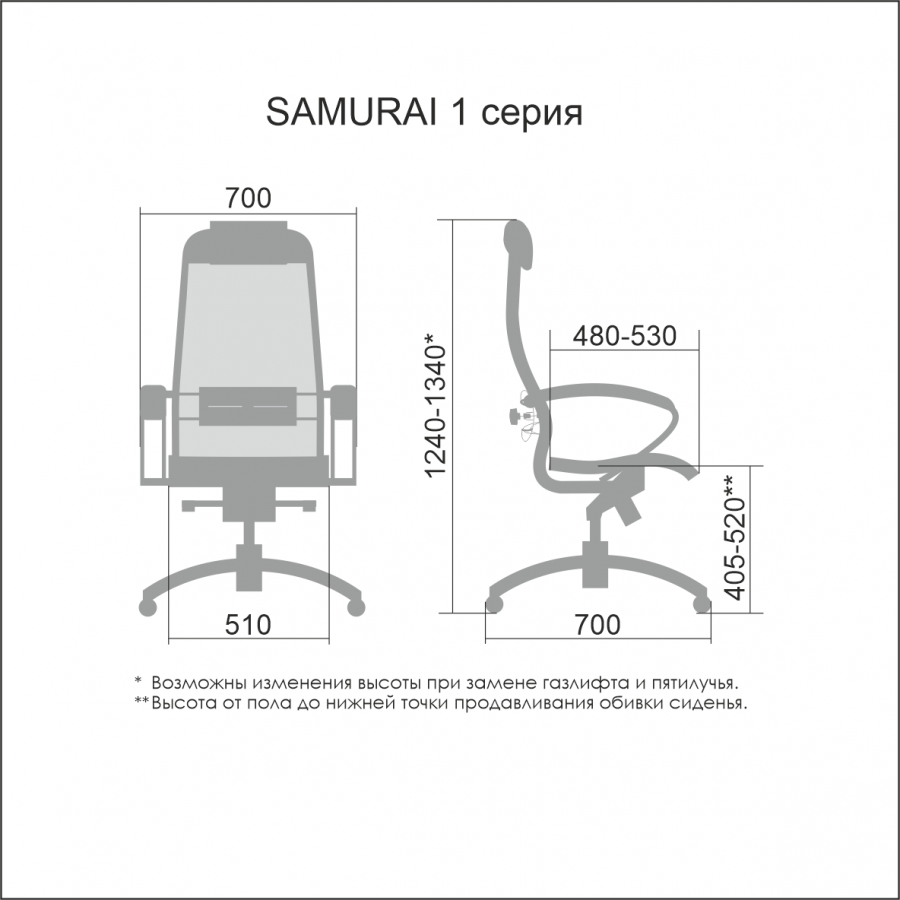 SAMURAI 1 серия
700
1240-1340*
480-530
405-520**
510
700
* Возможны изменения высоты при замене газлифта и пятилучья.
**Высота от пола до нижней точки продавливания обивки сиденья.